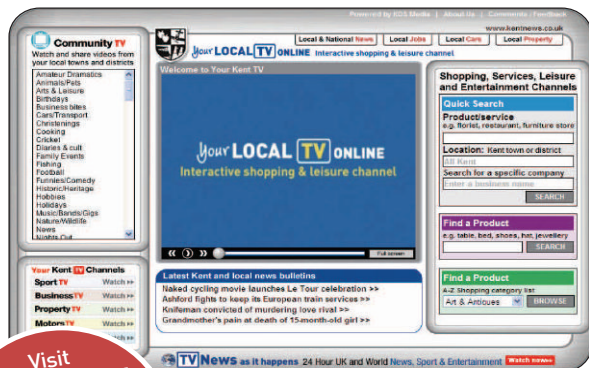 Powered by KOS Media | About Us | Comments / Feedback
www.kentnews.co.uk
Local & National News
Local Jobs
Local Cars
Local Property
Your LOCAL TV ONLINE Interactive shopping & leisure channel
Community TV
Watch and share videos from
your local towns and districts
Amateur Dramatics
Animals/Pets
Arts & Leisure
Birthdays
Business bites
Cars/Transport
Christenings
Cooking
Cricket
Diaries & cult
Family Events
Fishing
Football
Funnies/Comedy
Historic/Heritage
Hobbies
Holidays
Music/Bands/Gigs
Nature/Wildlife
News
Nights Out
Your Kent TV Channels
Sport TV Watch
Business TV Watch
Property TV Watch
Motors TV Watch
Visit
Welcome to Your Kent TV
Your LOCAL TV ONLINE
Interactive shopping & leisure channel
Full screen
Latest Kent and local news bulletins
Naked cycling movie launches Le Tour celebration >>
Ashford fights to keep its European train services >>
Knifeman convicted of murdering love rival >>
Grandmother's pain at death of 15-month-old girl >>
Shopping, Services, Leisure
and Entertainment Channels
Quick Search
Product/service
e.g. florist, restaurant, furniture store
Location: Kent town or district
All Kent
Search for a specific company
Enter a business name
SEARCH
Find a Product
e.g. table, bed, shoes, hat, jewellery
SEARCH
Find a Product
A-Z Shopping category list
Art & Antiques
BROWSE
TV News as it happens 24 Hour UK and World News, Sport & Entertainment Watch now»